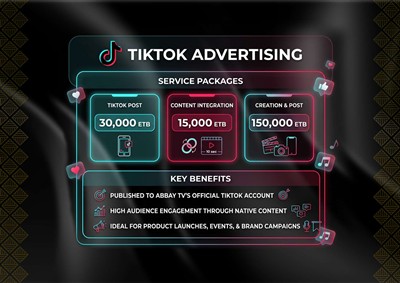 TIKTOK ADVERTISING
SERVICE PACKAGES
TIKTOK POST
30,000 ETB
CONTENT INTEGRATION
15,000 ETB
10 sec
CREATION & POST
150,000 ETB
KEY BENEFITS
PUBLISHED TO ABBAY TV'S OFFICIAL TIKTOK ACCOUNT
HIGH AUDIENCE ENGAGEMENT THROUGH NATIVE CONTENT
IDEAL FOR PRODUCT LAUNCHES, EVENTS, & BRAND CAMPAIGNS